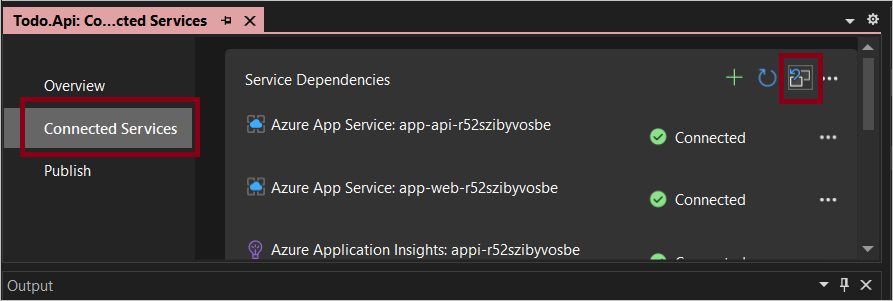 Todo.Api: Co...cted Services
Overview
Connected Services
Publish
Service Dependencies
Azure App Service: app-api-r52szibyvosbe
Connected
Azure App Service: app-web-r52szibyvosbe
Connected
Azure Application Insights: appi-r52szibyvosbe
Connected
Output